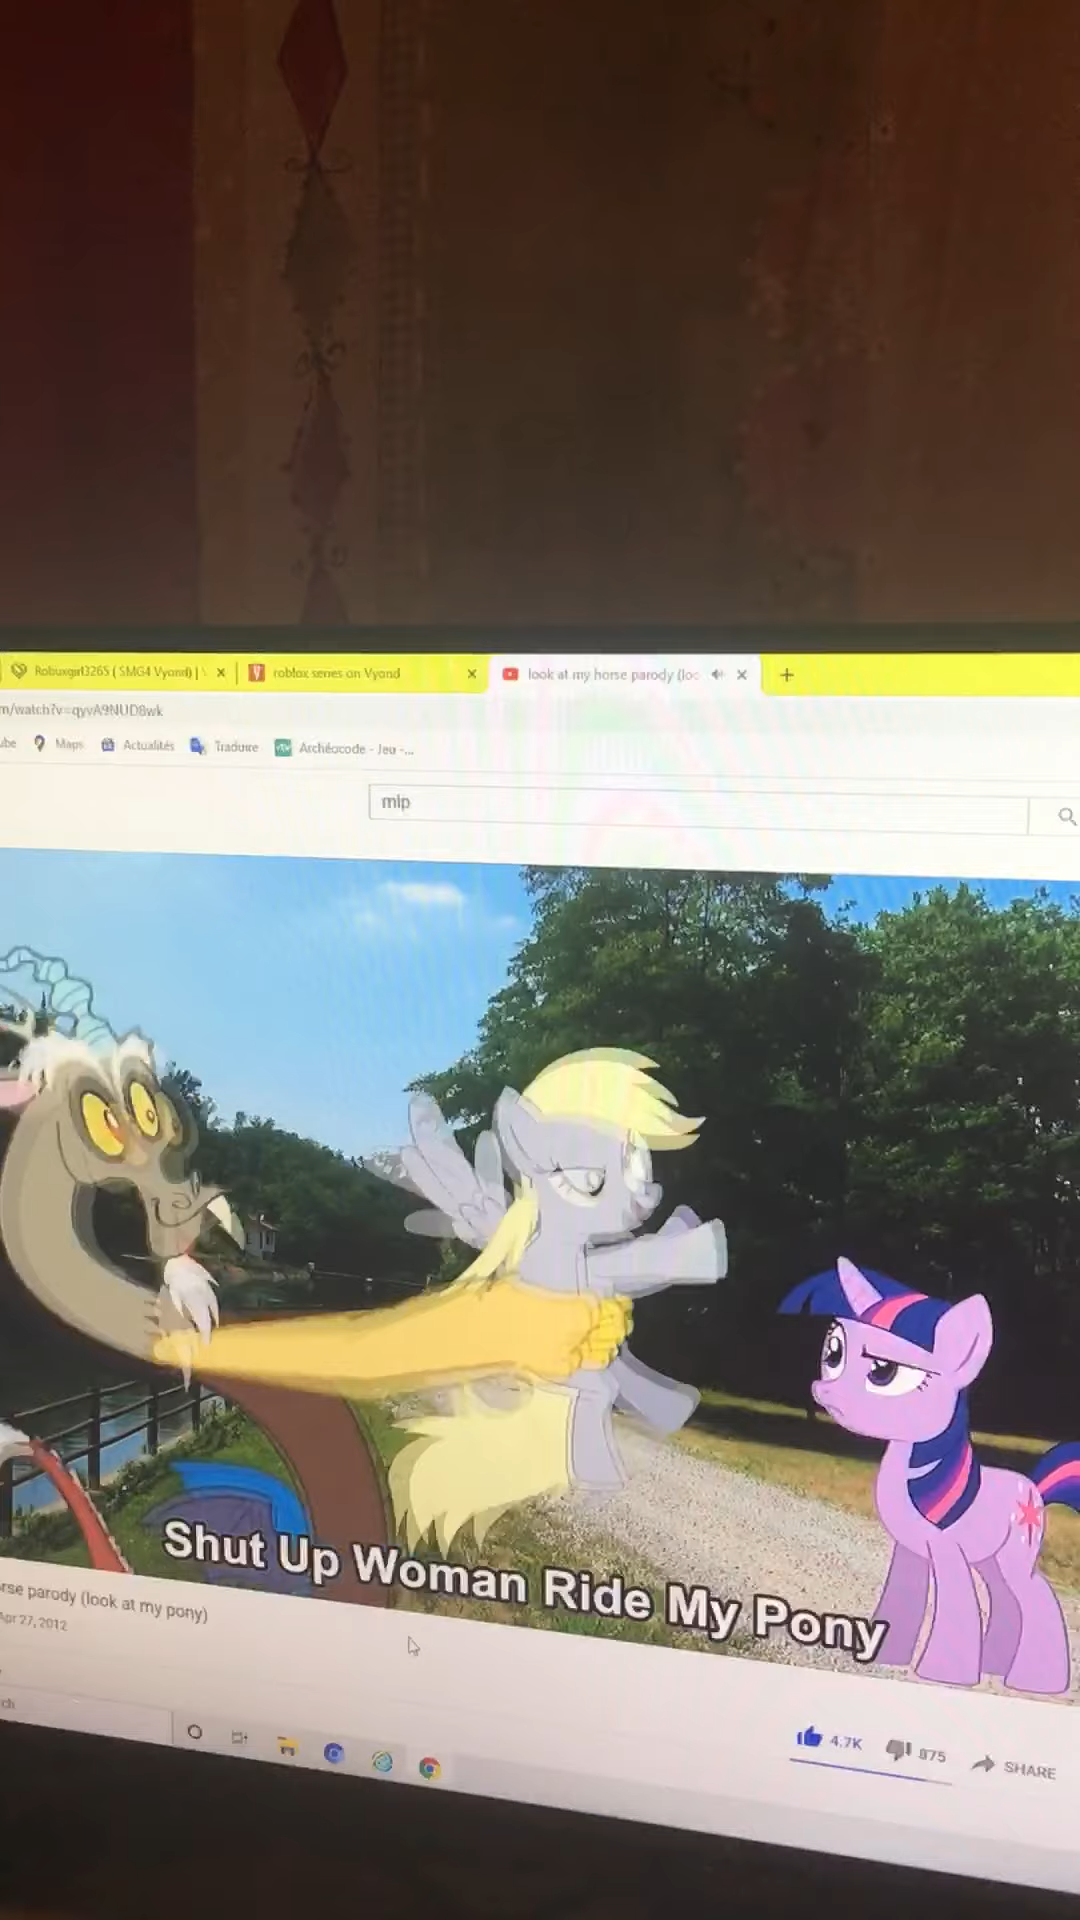 Robuxgirl3265 ( SMG4 Vyond) |
roblox series on Vyond
look at my horse parody (loo
m/watch?v=qyvA9NUD8wk
ube
Maps
Actualités
Traduire
Archéocode - Jeu -...
mlp
Shut Up Woman Ride My Pony
rse parody (look at my pony)
Apr 27, 2012
4.7K
875
SHARE
ch